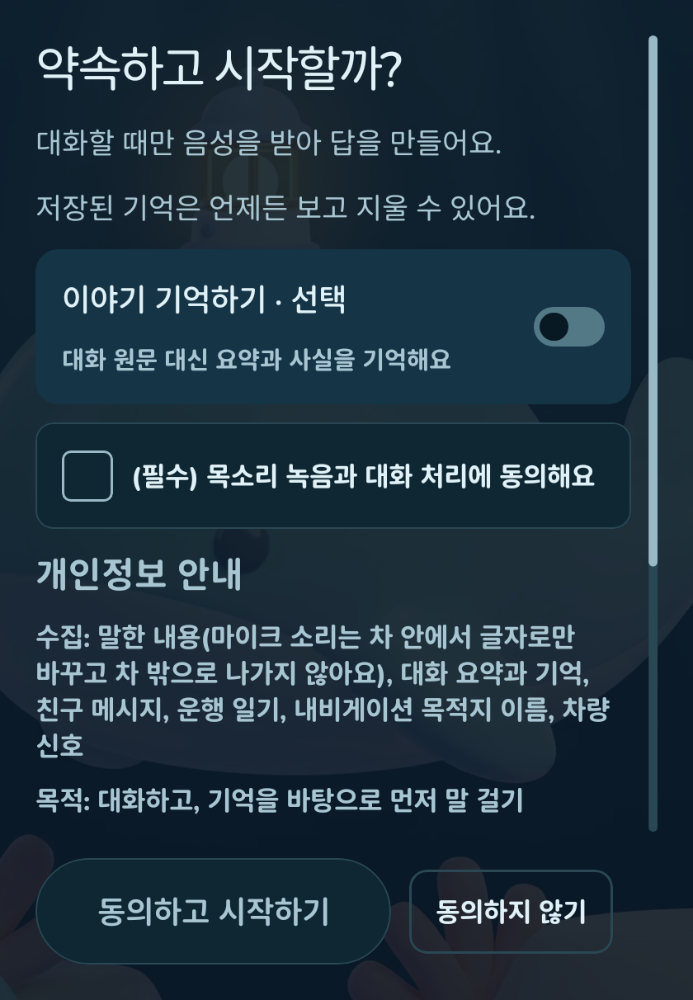 약속하고 시작할까?
대화할 때만 음성을 받아 답을 만들어요.
저장된 기억은 언제든 보고 지울 수 있어요.
이야기 기억하기 · 선택
대화 원문 대신 요약과 사실을 기억해요
(필수) 목소리 녹음과 대화 처리에 동의해요
개인정보 안내
수집: 말한 내용(마이크 소리는 차 안에서 글자로만
바꾸고 차 밖으로 나가지 않아요), 대화 요약과 기억,
친구 메시지, 운행 일기, 내비게이션 목적지 이름, 차량
신호
목적: 대화하고, 기억을 바탕으로 먼저 말 걸기
동의하고 시작하기
동의하지 않기